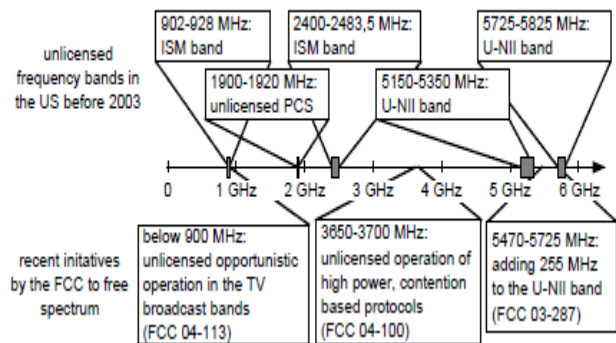 902-928 MHz:
ISM band
2400-2483,5 MHz:
ISM band
5725-5825 MHz:
U-NII band
unlicensed
frequency bands in
the US before 2003
1900-1920 MHz:
unlicensed PCS
5150-5350 MHz:
U-NII band
0 1 GHz 2 GHz 3 GHz 4 GHz 5 GHz 6 GHz
recent initatives
by the FCC to free
spectrum
below 900 MHz:
unlicensed opportunistic
operation in the TV
broadcast bands
(FCC 04-113)
3650-3700 MHz:
unlicensed operation of
high power, contention
based protocols
(FCC 04-100)
5470-5725 MHz:
adding 255 MHz
to the U-NII band
(FCC 03-287)